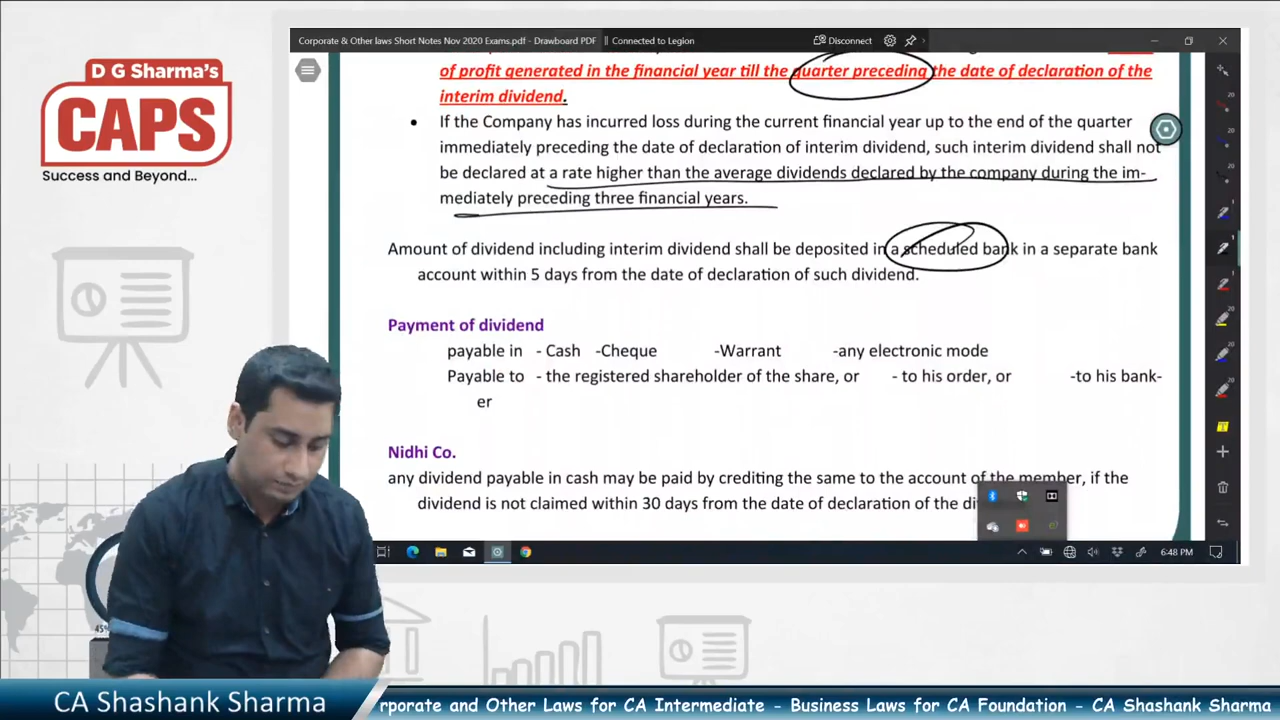 D G Sharma's
CAPS
Success and Beyond...
Corporate & Other laws Short Notes Nov 2020 Exams.pdf - Drawboard PDF
Connected to Legion
Disconnect
of profit generated in the financial year till the quarter preceding the date of declaration of the
interim dividend.
• If the Company has incurred loss during the current financial year up to the end of the quarter
immediately preceding the date of declaration of interim dividend, such interim dividend shall not
be declared at a rate higher than the average dividends declared by the company during the im-
mediately preceding three financial years.
Amount of dividend including interim dividend shall be deposited in a scheduled bank in a separate bank
account within 5 days from the date of declaration of such dividend.
Payment of dividend
payable in - Cash -Cheque -Warrant -any electronic mode
Payable to - the registered shareholder of the share, or - to his order, or -to his bank-
er
Nidhi Co.
any dividend payable in cash may be paid by crediting the same to the account of the member, if the
dividend is not claimed within 30 days from the date of declaration of the di
6:48 PM
45%
CA Shashank Sharma
rporate and Other Laws for CA Intermediate - Business Laws for CA Foundation - CA Shashank Sharma